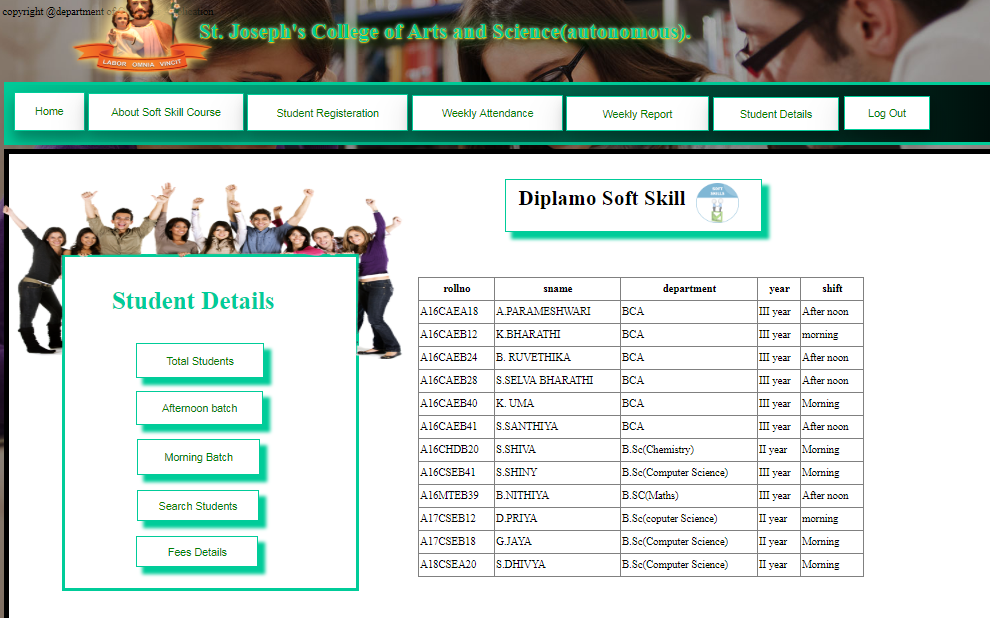 copyright @department of
St. Joseph's College of Arts and Science(autonomous).
LABOR OMNIA VINCIT
Home About Soft Skill Course Student Registeration Weekly Attendance Weekly Report Student Details Log Out
Diplamo Soft Skill
SOFT SKILLS
Student Details
Total Students
Afternoon batch
Morning Batch
Search Students
Fees Details
rollno sname department year shift
A16CAEA18 A.PARAMESHWARI BCA III year After noon
A16CAEB12 K.BHARATHI BCA III year morning
A16CAEB24 B. RUVETHIKA BCA III year After noon
A16CAEB28 S.SELVA BHARATHI BCA III year After noon
A16CAEB40 K. UMA BCA III year Morning
A16CAEB41 S.SANTHIYA BCA III year After noon
A16CHDB20 S.SHIVA B.Sc(Chemistry) II year Morning
A16CSEB41 S.SHINY B.Sc(Computer Science) III year Morning
A16MTEB39 B.NITHIYA B.SC(Maths) III year After noon
A17CSEB12 D.PRIYA B.Sc(coputer Science) II year morning
A17CSEB18 G.JAYA B.Sc(Computer Science) II year Morning
A18CSEA20 S.DHIVYA B.Sc(Computer Science) II year Morning